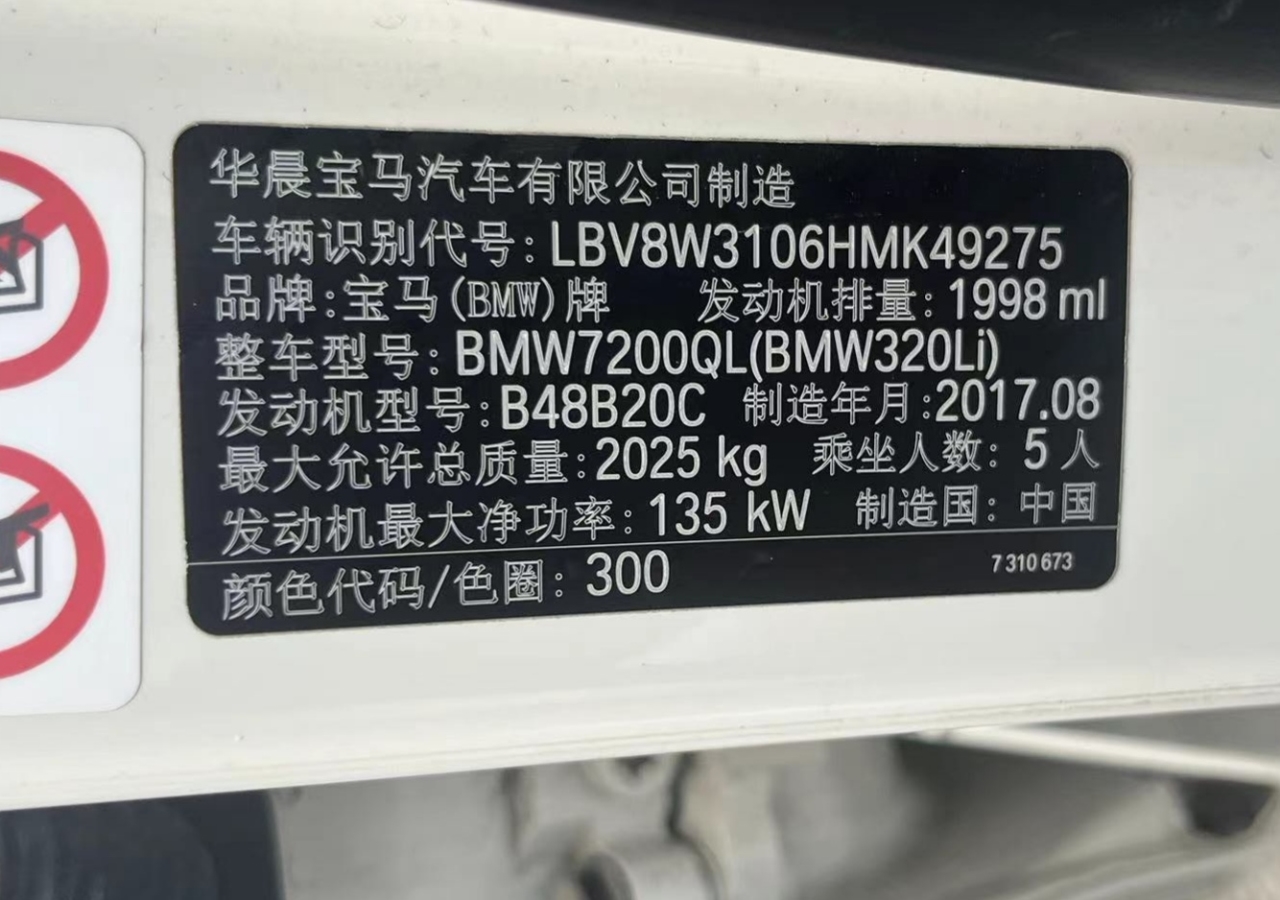 华晨宝马汽车有限公司制造
车辆识别代号:LBV8W3106HMK49275
品牌:宝马(BMW)牌 发动机排量:1998 ml
整车型号:BMW7200QL(BMW320Li)
发动机型号:B48B20C 制造年月:2017.08
最大允许总质量:2025 kg 乘坐人数: 5 人
发动机最大净功率: 135 kW 制造国: 中国
颜色代码/色圈: 300 7 310 673